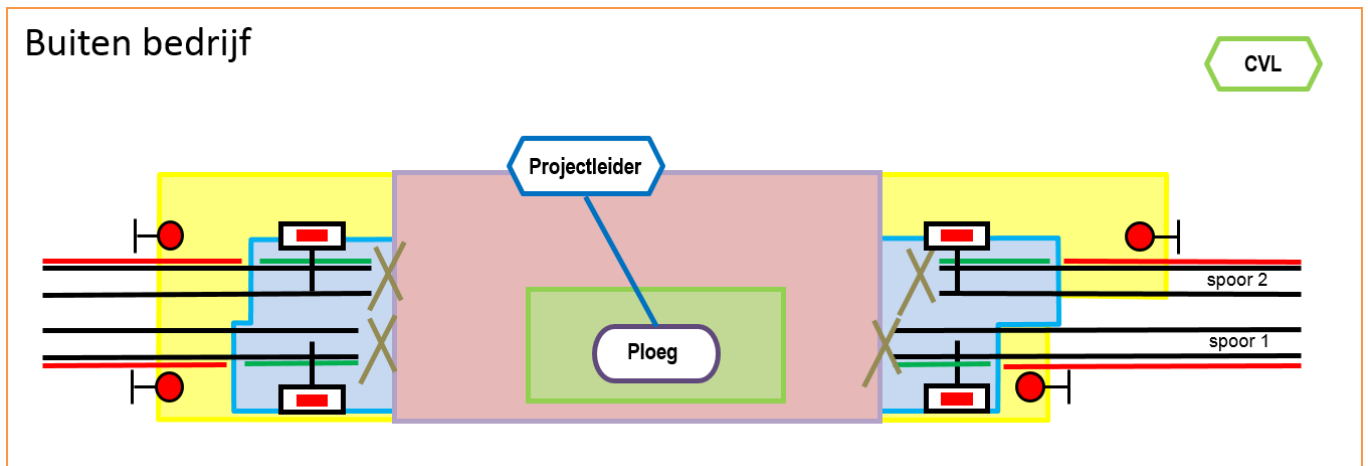 Buiten bedrijf
CVL
Projectleider
spoor 2
spoor 1
Ploeg